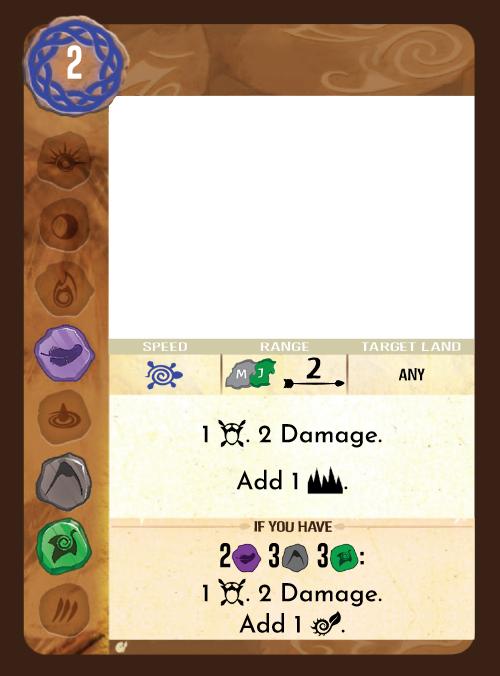 2
SPEED RANGE TARGET LAND
M J 2 ANY
1 . 2 Damage.
Add 1 .
IF YOU HAVE
2 3 3 :
1 . 2 Damage.
Add 1 .